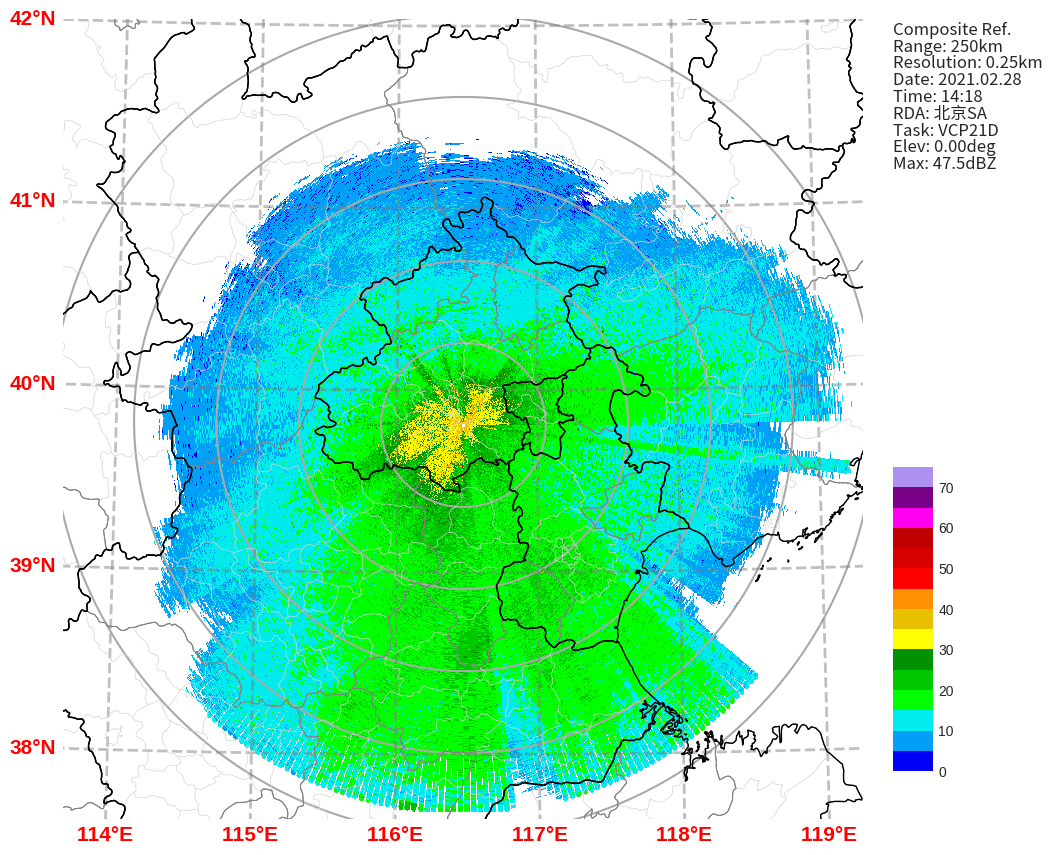 42°N
41°N
40°N
39°N
38°N
114°E
115°E
116°E
117°E
118°E
119°E
Composite Ref.
Range: 250km
Resolution: 0.25km
Date: 2021.02.28
Time: 14:18
RDA: 北京SA
Task: VCP21D
Elev: 0.00deg
Max: 47.5dBZ
70
60
50
40
30
20
10
0